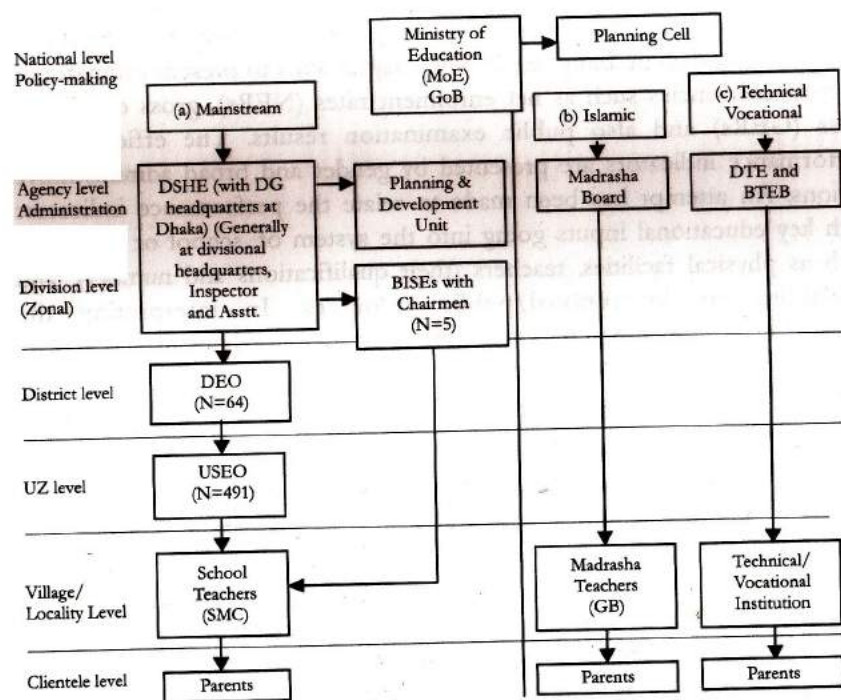 National level
Policy-making
Ministry of
Education
(MoE)
GoB
Planning Cell
(a) Mainstream
(b) Islamic
(c) Technical
Vocational
Agency level
Administration
DSHE (with DG
headquarters at
Dhaka) (Generally
at divisional
headquarters,
Inspector
and Asstt.
Planning &
Development
Unit
Madrasha
Board
DTE and
BTEB
Division level
(Zonal)
BISEs with
Chairmen
(N=5)
District level
DEO
(N=64)
UZ level
USEO
(N=491)
Village/
Locality Level
School
Teachers
(SMC)
Madrasha
Teachers
(GB)
Technical/
Vocational
Institution
Clientele level
Parents
Parents
Parents